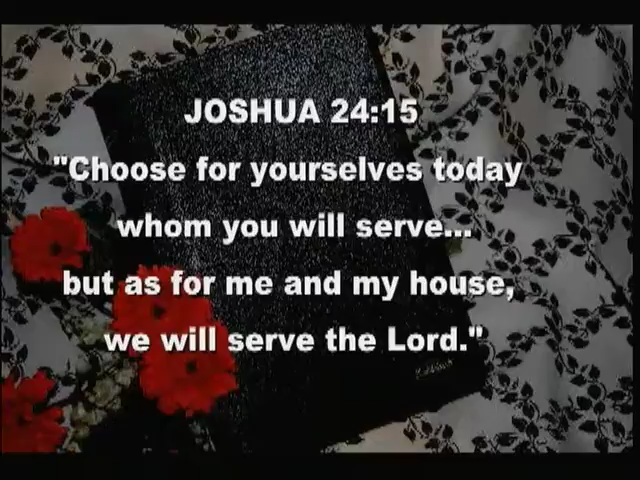 JOSHUA 24:15
"Choose for yourselves today
whom you will serve...
but as for me and my house,
we will serve the Lord."